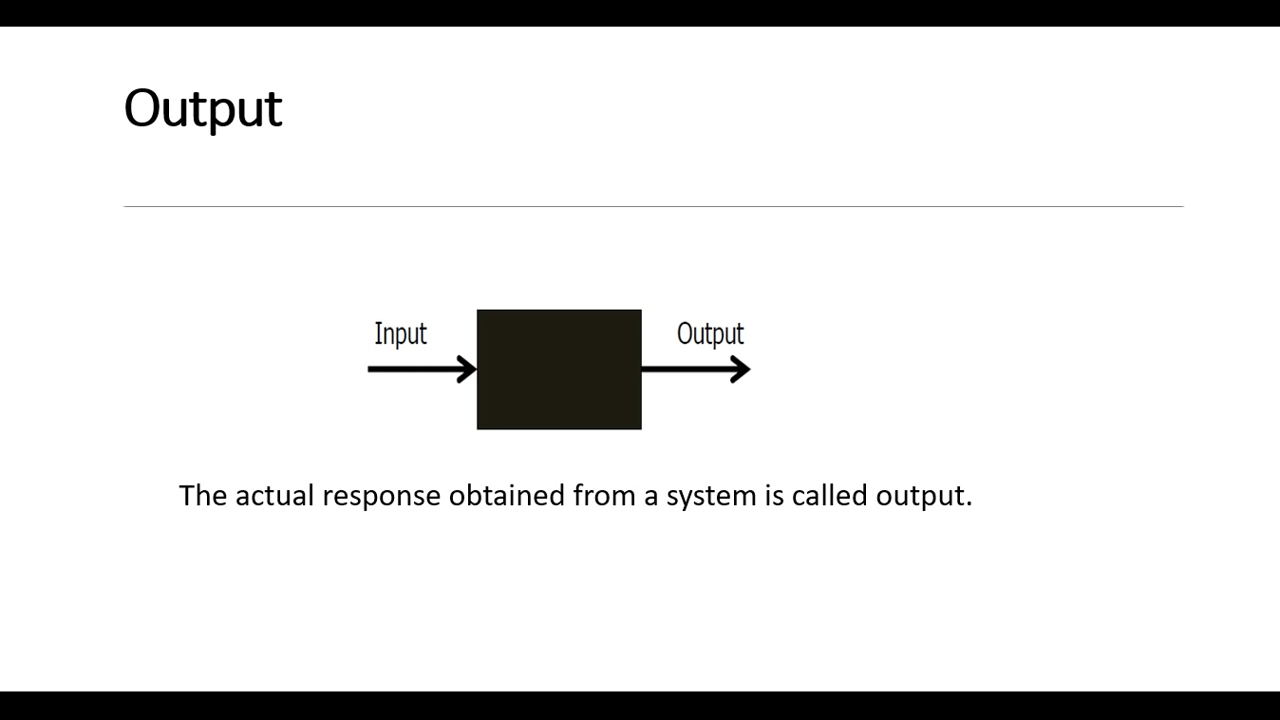 Output
Input
Output
The actual response obtained from a system is called output.